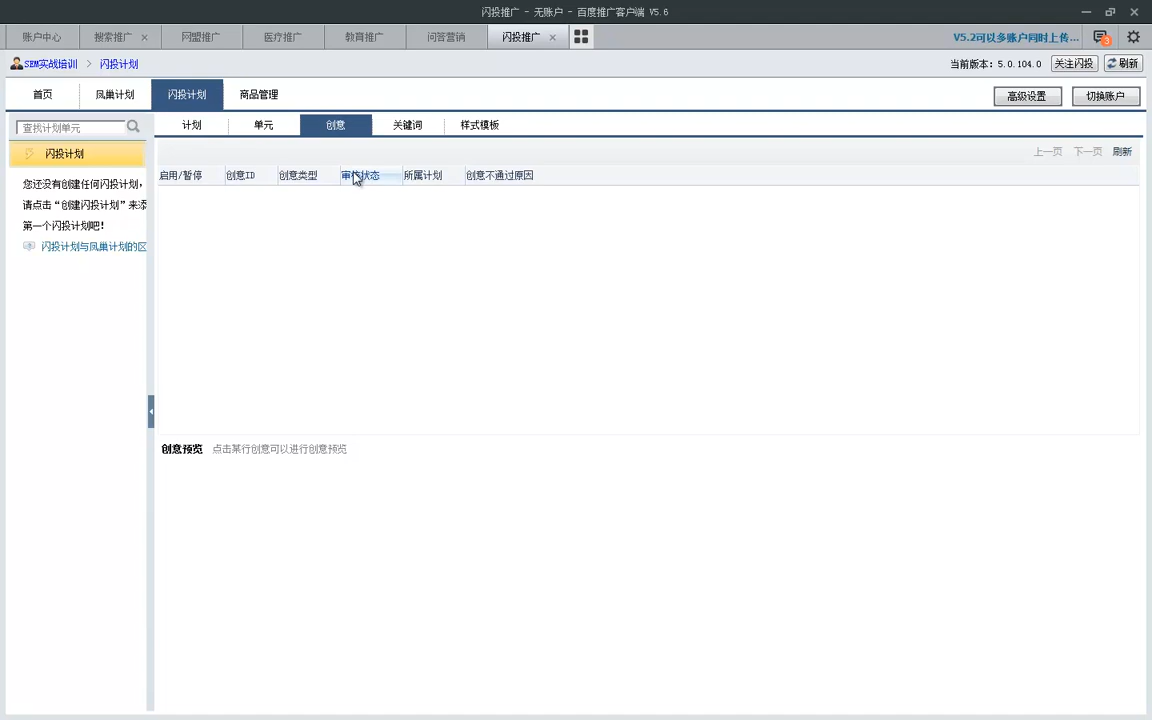 闪投推广 - 无账户 - 百度推广客户端 V5.6
账户中心 搜索推广 网盟推广 医疗推广 教育推广 问答营销 闪投推广 V5.2可以多账户同时上传... 3
SEM实战培训 > 闪投计划 当前版本: 5.0.104.0 关注闪投 刷新
首页 凤巢计划 闪投计划 商品管理 高级设置 切换账户
查找计划单元 计划 单元 创意 关键词 样式模板
闪投计划 上一页 下一页 刷新
启用/暂停 创意ID 创意类型 审核状态 所属计划 创意不通过原因
您还没有创建任何闪投计划,
请点击“创建闪投计划”来添
第一个闪投计划吧!
闪投计划与凤巢计划的区
创意预览 点击某行创意可以进行创意预览